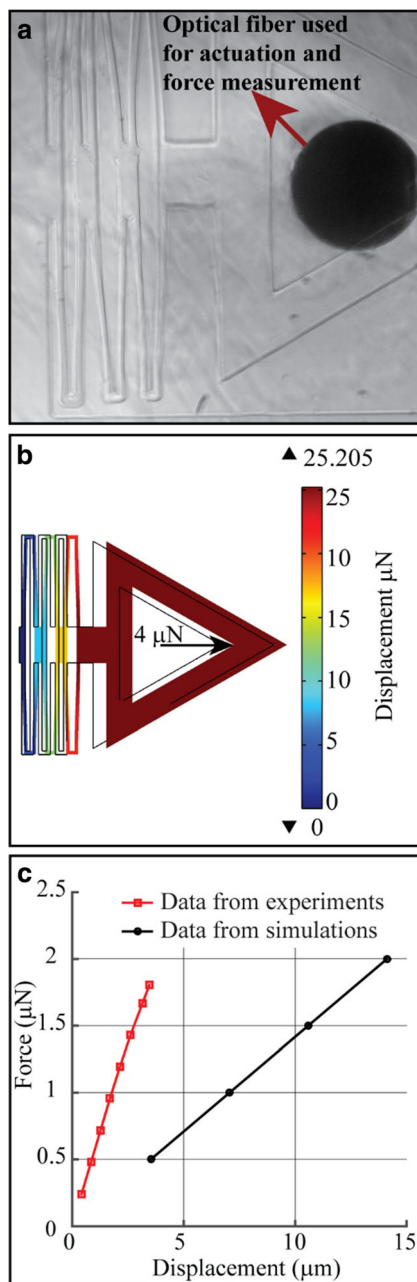 a
Optical fiber used
for actuation and
force measurement
b
▲ 25.205
25
10
15
10
5
0
▼ 0
Displacement μN
4 μN
c
2.5
2
1.5
1
0.5
0
Force (μN)
Data from experiments
Data from simulations
0
5
10
15
Displacement (μm)